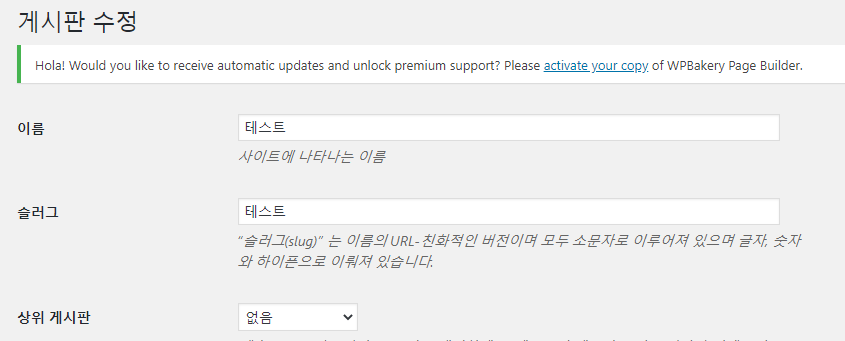 게시판 수정
Hola! Would you like to receive automatic updates and unlock premium support? Please activate your copy of WPBakery Page Builder.
이름
테스트
사이트에 나타나는 이름
슬러그
테스트
“슬러그(slug)” 는 이름의 URL-친화적인 버전이며 모두 소문자로 이루어져 있으며 글자, 숫자
와 하이픈으로 이뤄져 있습니다.
상위 게시판
없음